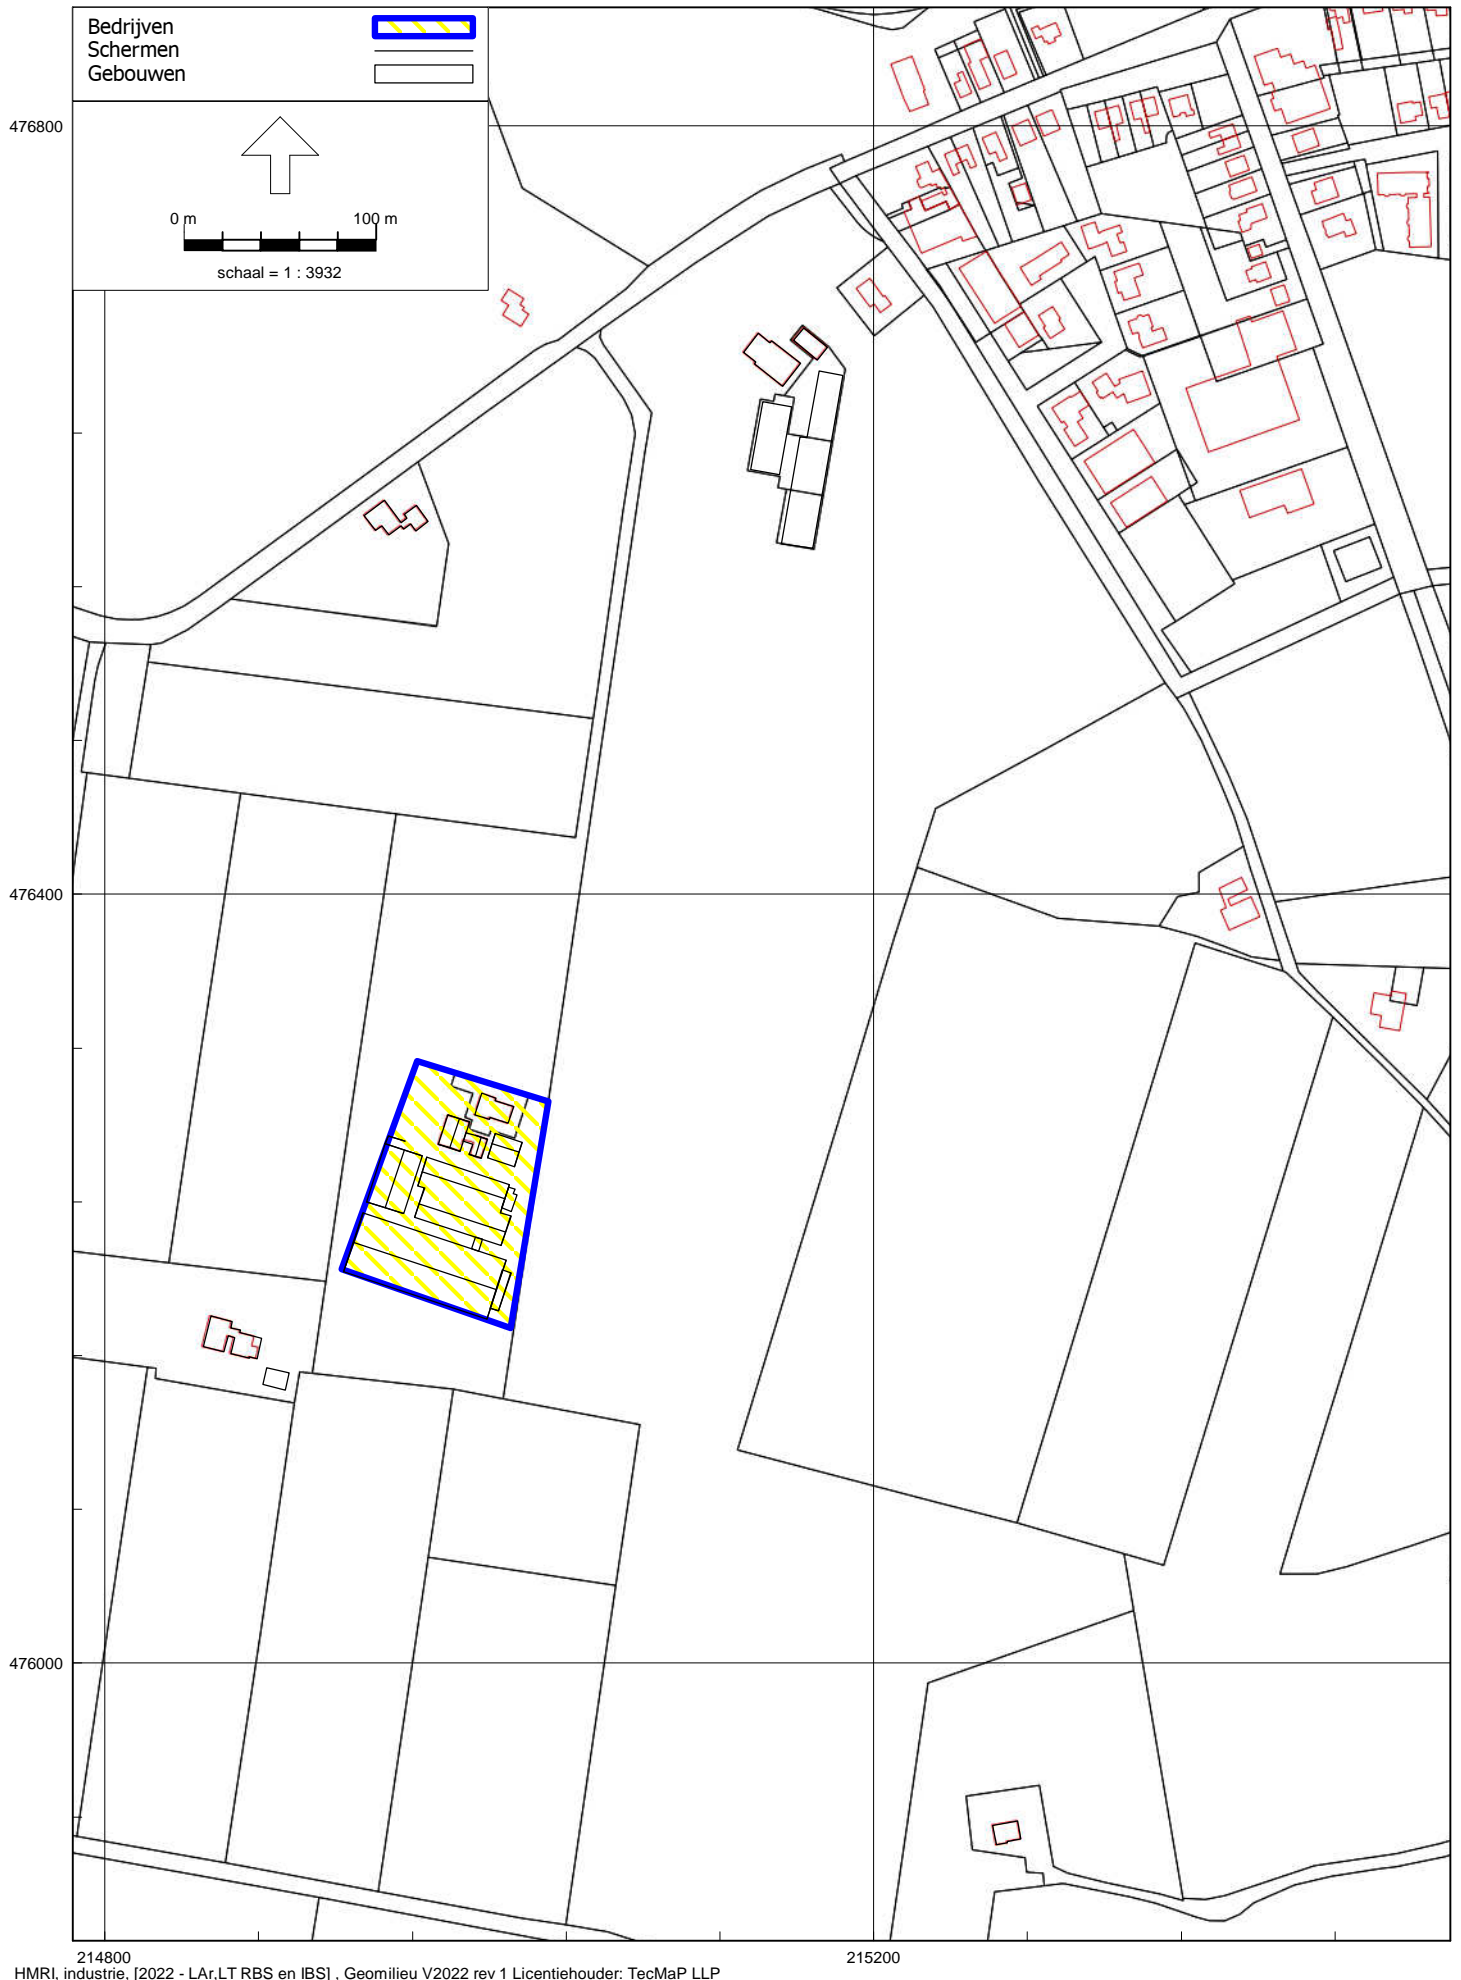 Bedrijven
Schermen
Gebouwen
476800
0 m 100 m
schaal = 1 : 3932
476400
476000
214800 215200
HMRI, industrie, [2022 - LAr,LT RBS en IBS] , Geomilieu V2022 rev 1 Licentiehouder: TecMaP LLP